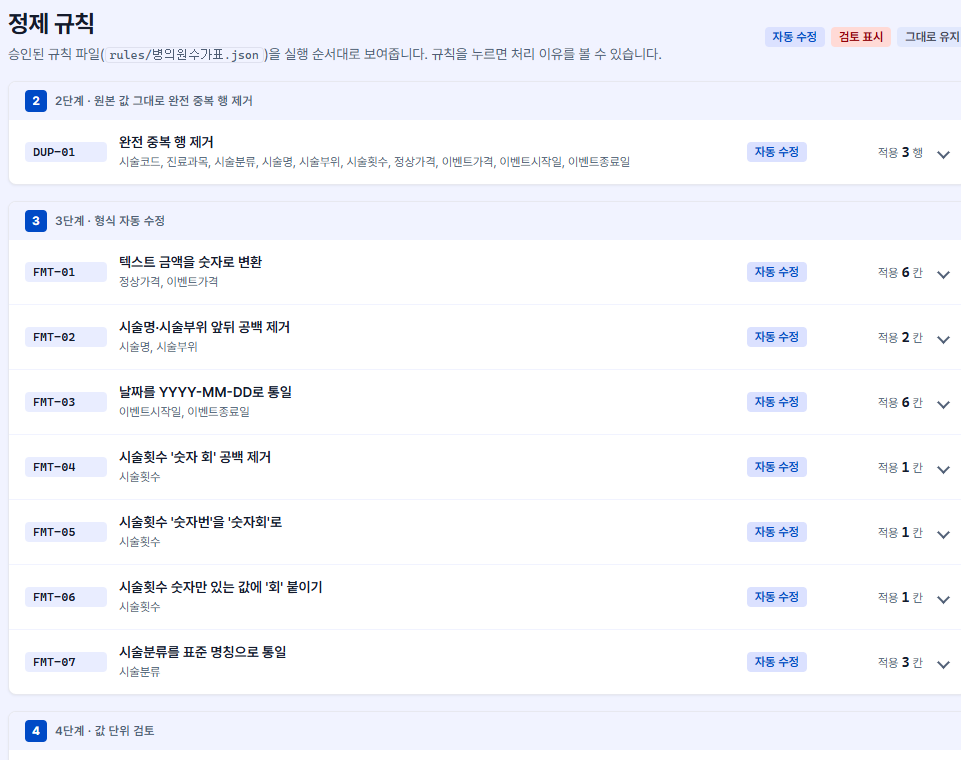 정제 규칙
자동 수정 검토 표시 그대로 유지
승인된 규칙 파일(rules/병의원수가표.json)을 실행 순서대로 보여줍니다. 규칙을 누르면 처리 이유를 볼 수 있습니다.
2 2단계 · 원본 값 그대로 완전 중복 행 제거
DUP-01 완전 중복 행 제거 자동 수정 적용 3 행
시술코드, 진료과목, 시술분류, 시술명, 시술부위, 시술횟수, 정상가격, 이벤트가격, 이벤트시작일, 이벤트종료일
3 3단계 · 형식 자동 수정
FMT-01 텍스트 금액을 숫자로 변환 자동 수정 적용 6 칸
정상가격, 이벤트가격
FMT-02 시술명·시술부위 앞뒤 공백 제거 자동 수정 적용 2 칸
시술명, 시술부위
FMT-03 날짜를 YYYY-MM-DD로 통일 자동 수정 적용 6 칸
이벤트시작일, 이벤트종료일
FMT-04 시술횟수 '숫자 회' 공백 제거 자동 수정 적용 1 칸
시술횟수
FMT-05 시술횟수 '숫자번'을 '숫자회'로 자동 수정 적용 1 칸
시술횟수
FMT-06 시술횟수 숫자만 있는 값에 '회' 붙이기 자동 수정 적용 1 칸
시술횟수
FMT-07 시술분류를 표준 명칭으로 통일 자동 수정 적용 3 칸
시술분류
4 4단계 · 값 단위 검토